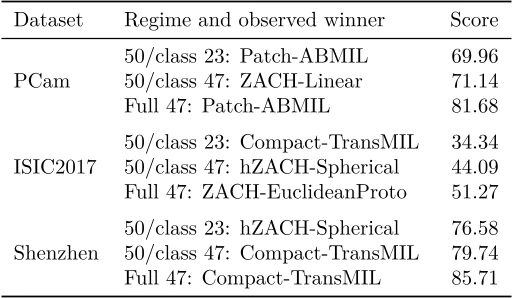 Dataset Regime and observed winner Score
50/class 23: Patch-ABMIL 69.96
PCam 50/class 47: ZACH-Linear 71.14
Full 47: Patch-ABMIL 81.68
50/class 23: Compact-TransMIL 34.34
ISIC2017 50/class 47: hZACH-Spherical 44.09
Full 47: ZACH-EuclideanProto 51.27
50/class 23: hZACH-Spherical 76.58
Shenzhen 50/class 47: Compact-TransMIL 79.74
Full 47: Compact-TransMIL 85.71